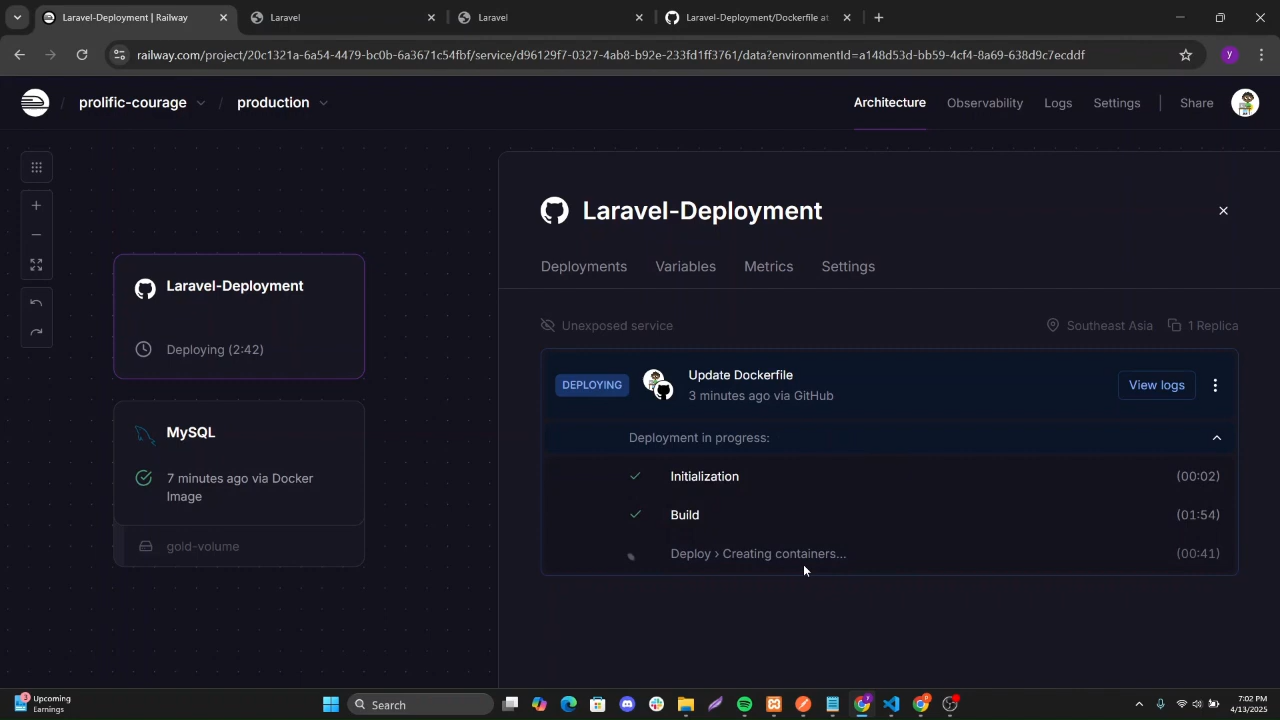 Laravel-Deployment | Railway
Laravel
Laravel
Laravel-Deployment/Dockerfile at
railway.com/project/20c1321a-6a54-4479-bc0b-6a3671c54fbf/service/d96129f7-0327-4ab8-b92e-233fd1ff3761/data?environmentId=a148d53d-bb59-4cf4-8a69-638d9c7ecddf
y
/ prolific-courage / production
Architecture
Observability
Logs
Settings
Share
Laravel-Deployment
Deploying (2:42)
MySQL
7 minutes ago via Docker
Image
gold-volume
Laravel-Deployment
Deployments
Variables
Metrics
Settings
Unexposed service
Southeast Asia
1 Replica
DEPLOYING
Update Dockerfile
3 minutes ago via GitHub
View logs
Deployment in progress:
Initialization
(00:02)
Build
(01:54)
Deploy › Creating containers...
(00:41)
3
Upcoming
Earnings
Search
7:02 PM
4/13/2025